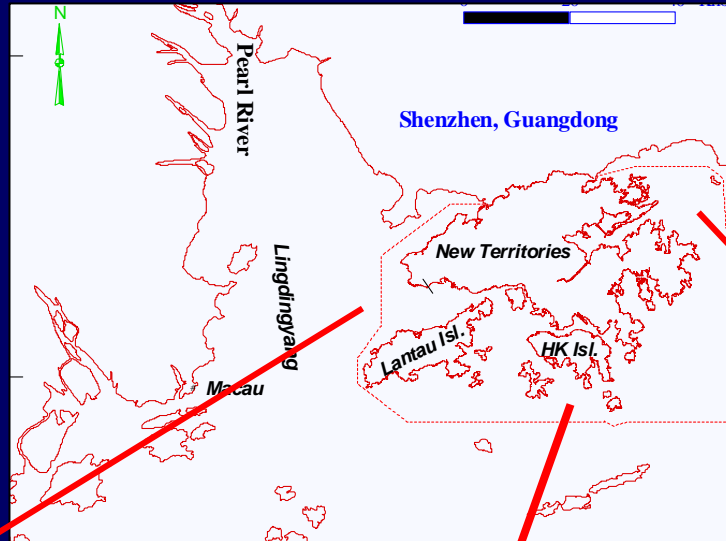 N
Pearl River
Shenzhen, Guangdong
New Territories
Lingdingyang
Lantau Isl.
HK Isl.
Macau